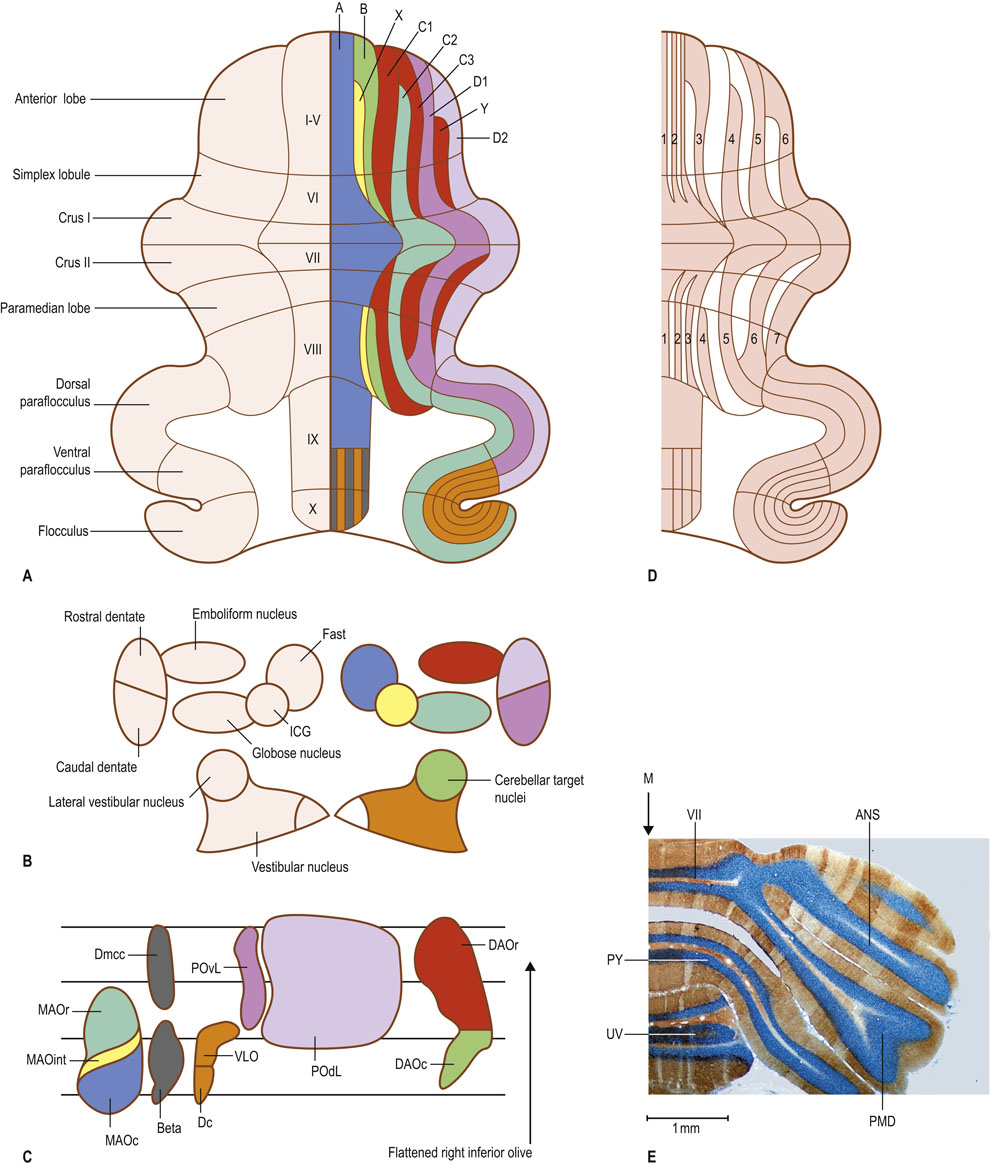 A
B
X
C1
C2
C3
D1
Y
D2
Anterior lobe
Simplex lobule
Crus I
Crus II
Paramedian lobe
Dorsal
paraflocculus
Ventral
paraflocculus
Flocculus
I-V
VI
VII
VIII
IX
X
A
1
2
3
4
5
6
1
2
3
4
5
6
7
D
Rostral dentate
Emboliform nucleus
Fast
ICG
Globose nucleus
Caudal dentate
Lateral vestibular nucleus
Vestibular nucleus
Cerebellar target
nuclei
B
Dmcc
POvL
DAOr
MAOr
MAOint
VLO
POdL
DAOc
MAOc
Beta
Dc
Flattened right inferior olive
C
M
VII
ANS
PY
UV
PMD
1 mm
E